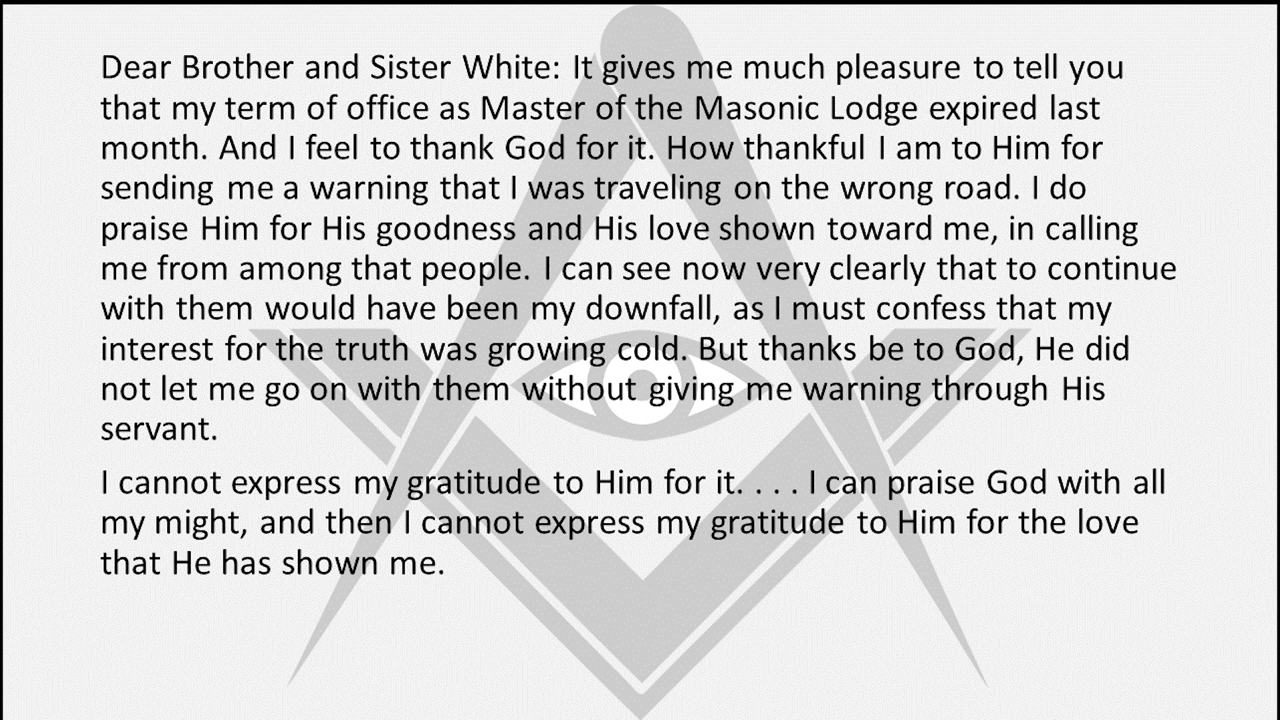 Dear Brother and Sister White: It gives me much pleasure to tell you
that my term of office as Master of the Masonic Lodge expired last
month. And I feel to thank God for it. How thankful I am to Him for
sending me a warning that I was traveling on the wrong road. I do
praise Him for His goodness and His love shown toward me, in calling
me from among that people. I can see now very clearly that to continue
with them would have been my downfall, as I must confess that my
interest for the truth was growing cold. But thanks be to God, He did
not let me go on with them without giving me warning through His
servant.
I cannot express my gratitude to Him for it. . . . I can praise God with all
my might, and then I cannot express my gratitude to Him for the love
that He has shown me.